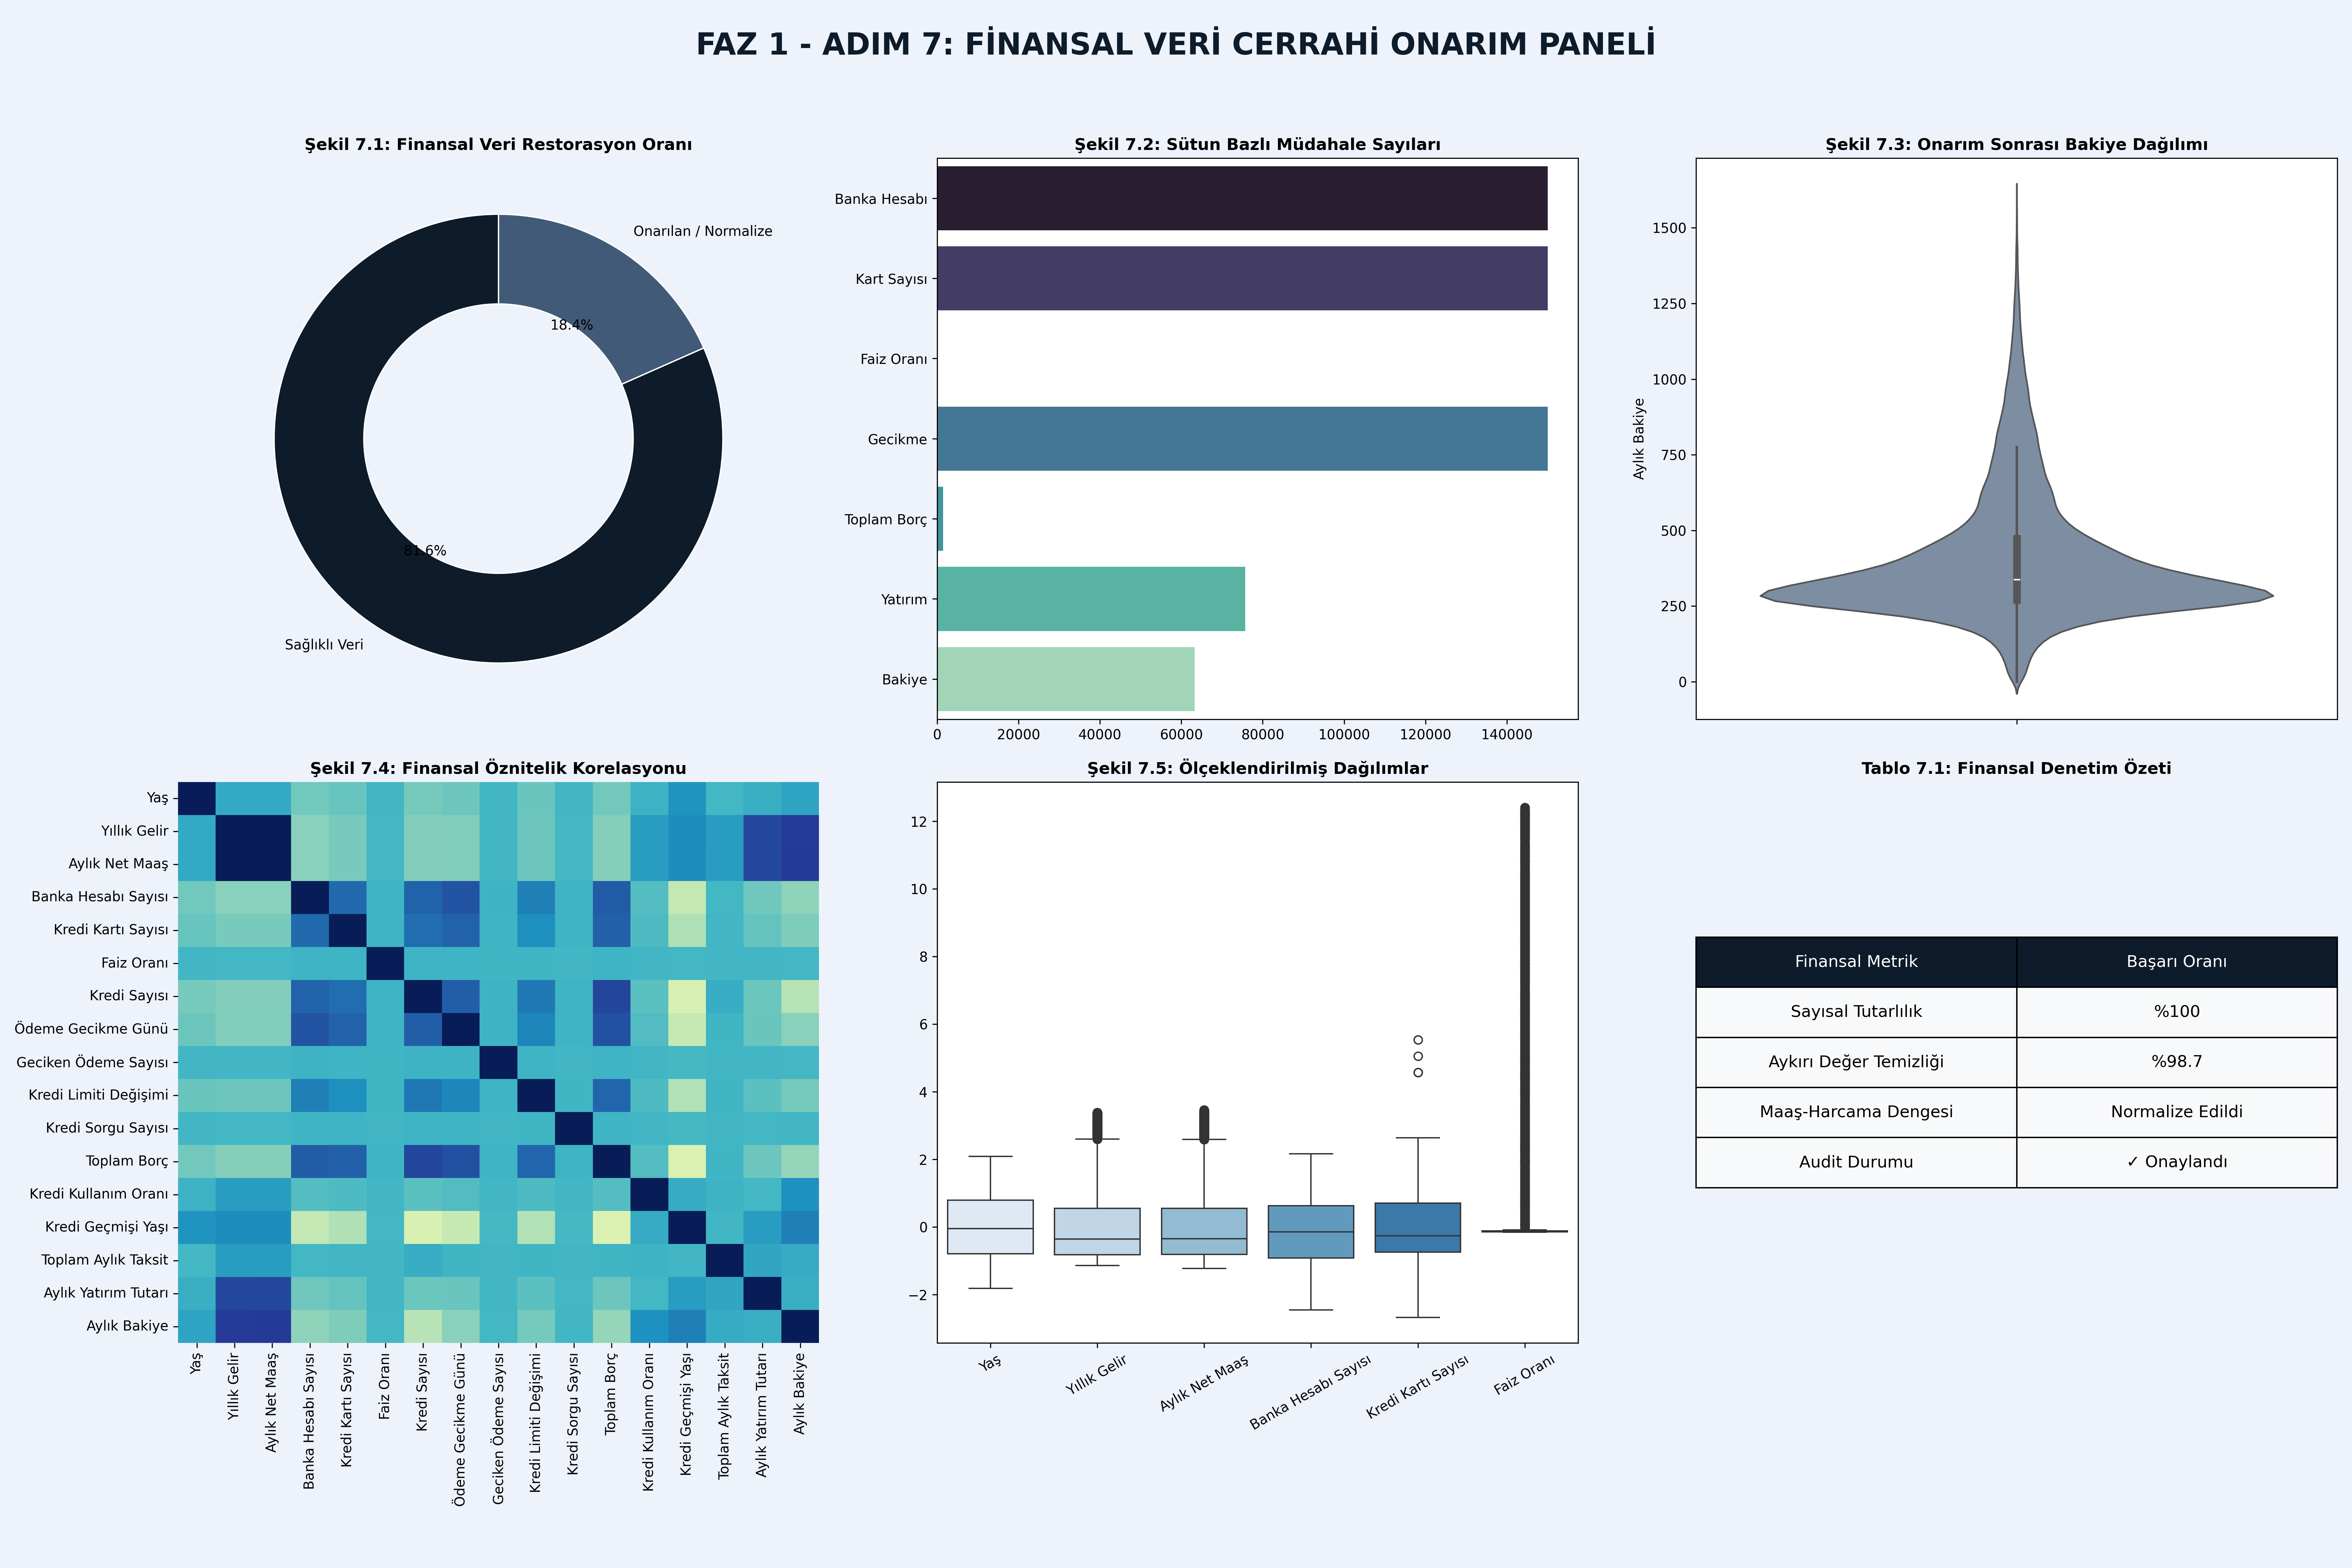 FAZ 1 - ADIM 7: FİNANSAL VERİ CERRAHİ ONARIM PANELİ
Şekil 7.1: Finansal Veri Restorasyon Oranı
Onarılan / Normalize
18.4%
81.6%
Sağlıklı Veri
Şekil 7.2: Sütun Bazlı Müdahale Sayıları
Banka Hesabı
Kart Sayısı
Faiz Oranı
Gecikme
Toplam Borç
Yatırım
Bakiye
0 20000 40000 60000 80000 100000 120000 140000
Şekil 7.3: Onarım Sonrası Bakiye Dağılımı
Aylık Bakiye
1500
1250
1000
750
500
250
0
Şekil 7.4: Finansal Öznitelik Korelasyonu
Yaş
Yıllık Gelir
Aylık Net Maaş
Banka Hesabı Sayısı
Kredi Kartı Sayısı
Faiz Oranı
Kredi Sayısı
Ödeme Gecikme Günü
Geciken Ödeme Sayısı
Kredi Limiti Değişimi
Kredi Sorgu Sayısı
Toplam Borç
Kredi Kullanım Oranı
Kredi Geçmişi Yaşı
Toplam Aylık Taksit
Aylık Yatırım Tutarı
Aylık Bakiye
Yaş
Yıllık Gelir
Aylık Net Maaş
Banka Hesabı Sayısı
Kredi Kartı Sayısı
Faiz Oranı
Kredi Sayısı
Ödeme Gecikme Günü
Geciken Ödeme Sayısı
Kredi Limiti Değişimi
Kredi Sorgu Sayısı
Toplam Borç
Kredi Kullanım Oranı
Kredi Geçmişi Yaşı
Toplam Aylık Taksit
Aylık Yatırım Tutarı
Aylık Bakiye
Şekil 7.5: Ölçeklendirilmiş Dağılımlar
12
10
8
6
4
2
0
−2
Yaş
Yıllık Gelir
Aylık Net Maaş
Banka Hesabı Sayısı
Kredi Kartı Sayısı
Faiz Oranı
Tablo 7.1: Finansal Denetim Özeti
Finansal Metrik Başarı Oranı
Sayısal Tutarlılık %100
Aykırı Değer Temizliği %98.7
Maaş-Harcama Dengesi Normalize Edildi
Audit Durumu ✓ Onaylandı